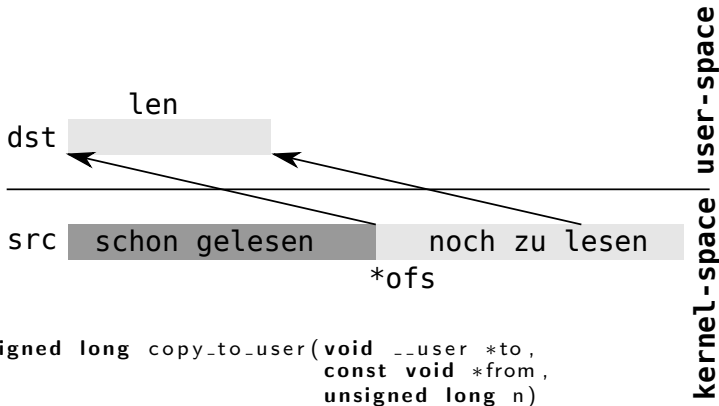 len
dst
user-space
src schon gelesen noch zu lesen
*ofs
kernel-space
igned long copy_to_user(void __user *to,
const void *from,
unsigned long n)